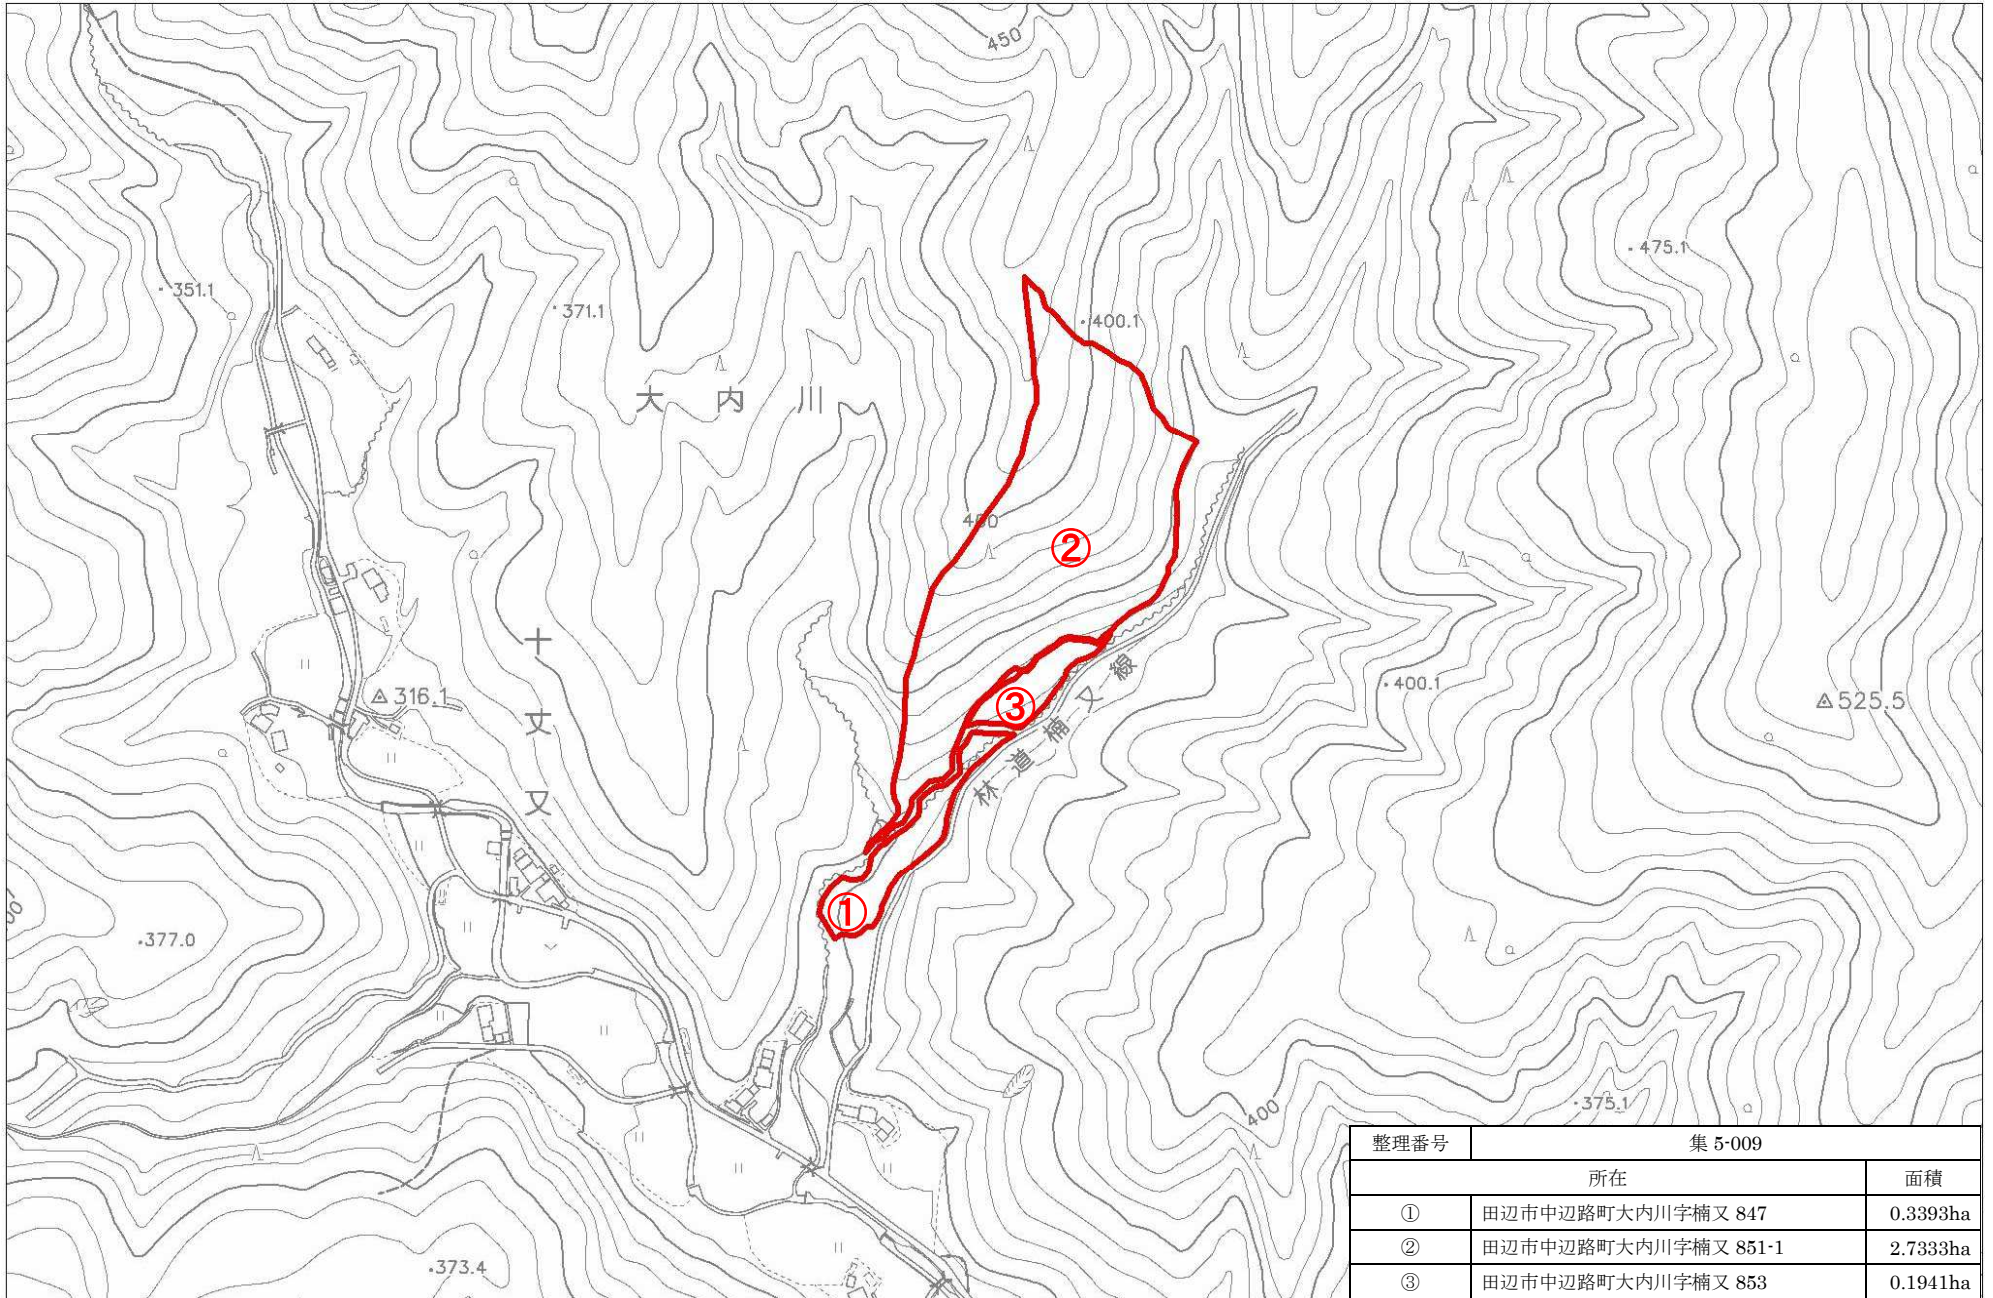 450
475.1
351.1
371.1
400.1
大内川
400
②
十丈又
316.1
③
林道楠又線
400.1
525.5
①
377.0
400
375.1
373.4
整理番号 集 5-009
所在 面積
① 田辺市中辺路町大内川字楠又 847 0.3393ha
② 田辺市中辺路町大内川字楠又 851-1 2.7333ha
③ 田辺市中辺路町大内川字楠又 853 0.1941ha